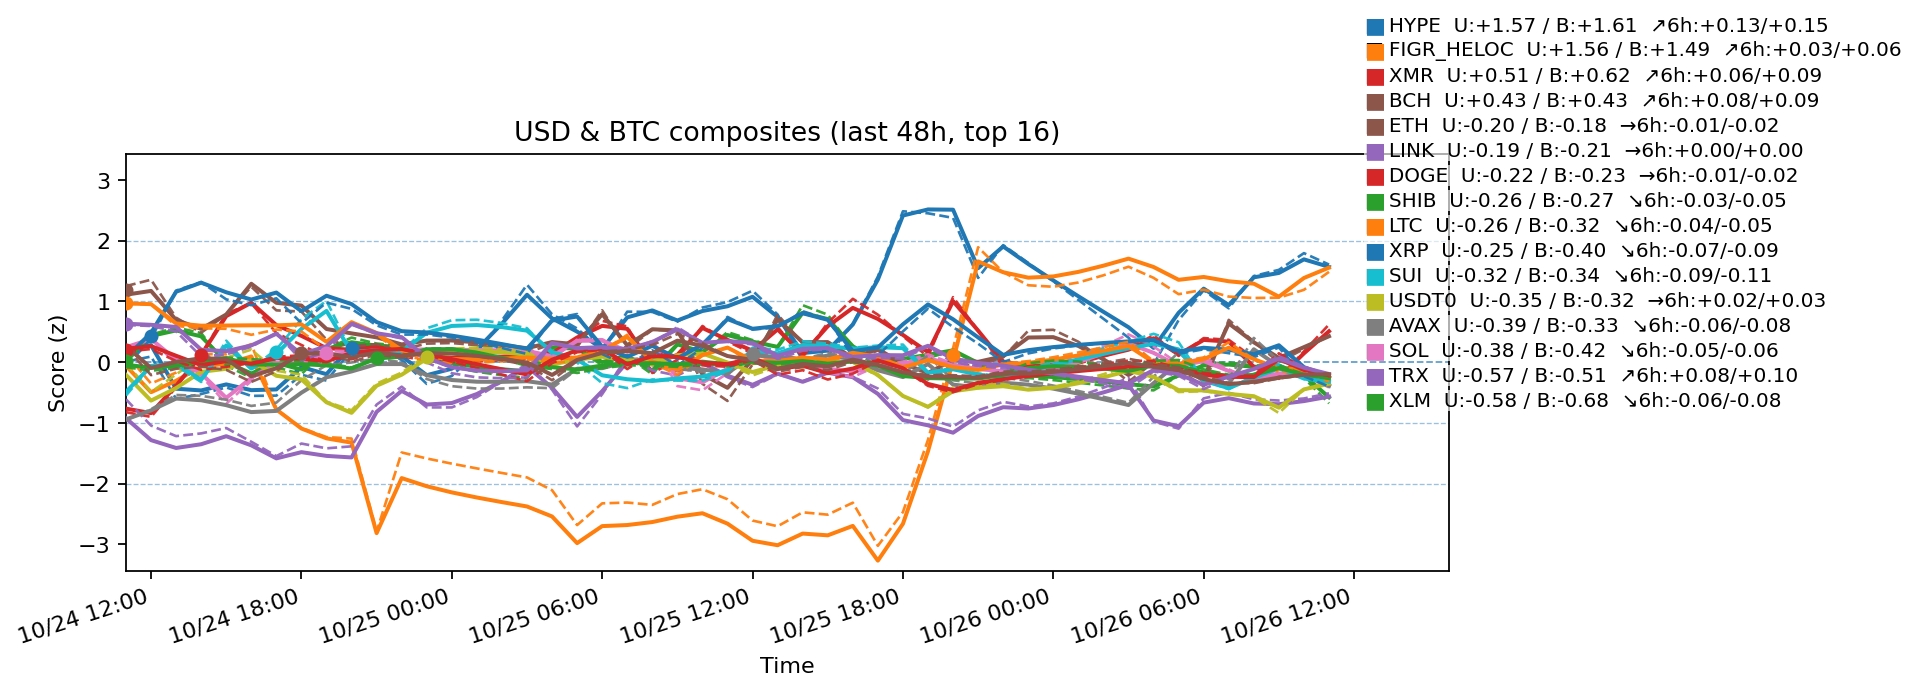 HYPE  U:+1.57 / B:+1.61  ↗6h:+0.13/+0.15
FIGR_HELOC  U:+1.56 / B:+1.49  ↗6h:+0.03/+0.06
XMR  U:+0.51 / B:+0.62  ↗6h:+0.06/+0.09
BCH  U:+0.43 / B:+0.43  ↗6h:+0.08/+0.09
ETH  U:-0.20 / B:-0.18  →6h:-0.01/-0.02
LINK  U:-0.19 / B:-0.21  →6h:+0.00/+0.00
DOGE  U:-0.22 / B:-0.23  →6h:-0.01/-0.02
SHIB  U:-0.26 / B:-0.27  ↘6h:-0.03/-0.05
LTC  U:-0.26 / B:-0.32  ↘6h:-0.04/-0.05
XRP  U:-0.25 / B:-0.40  ↘6h:-0.07/-0.09
SUI  U:-0.32 / B:-0.34  ↘6h:-0.09/-0.11
USDT0  U:-0.35 / B:-0.32  →6h:+0.02/+0.03
AVAX  U:-0.39 / B:-0.33  ↘6h:-0.06/-0.08
SOL  U:-0.38 / B:-0.42  ↘6h:-0.05/-0.06
TRX  U:-0.57 / B:-0.51  ↗6h:+0.08/+0.10
XLM  U:-0.58 / B:-0.68  ↘6h:-0.06/-0.08
USD & BTC composites (last 48h, top 16)
Score (z)
3
2
1
0
−1
−2
−3
10/24 12:00
10/24 18:00
10/25 00:00
10/25 06:00
10/25 12:00
10/25 18:00
10/26 00:00
10/26 06:00
10/26 12:00
Time